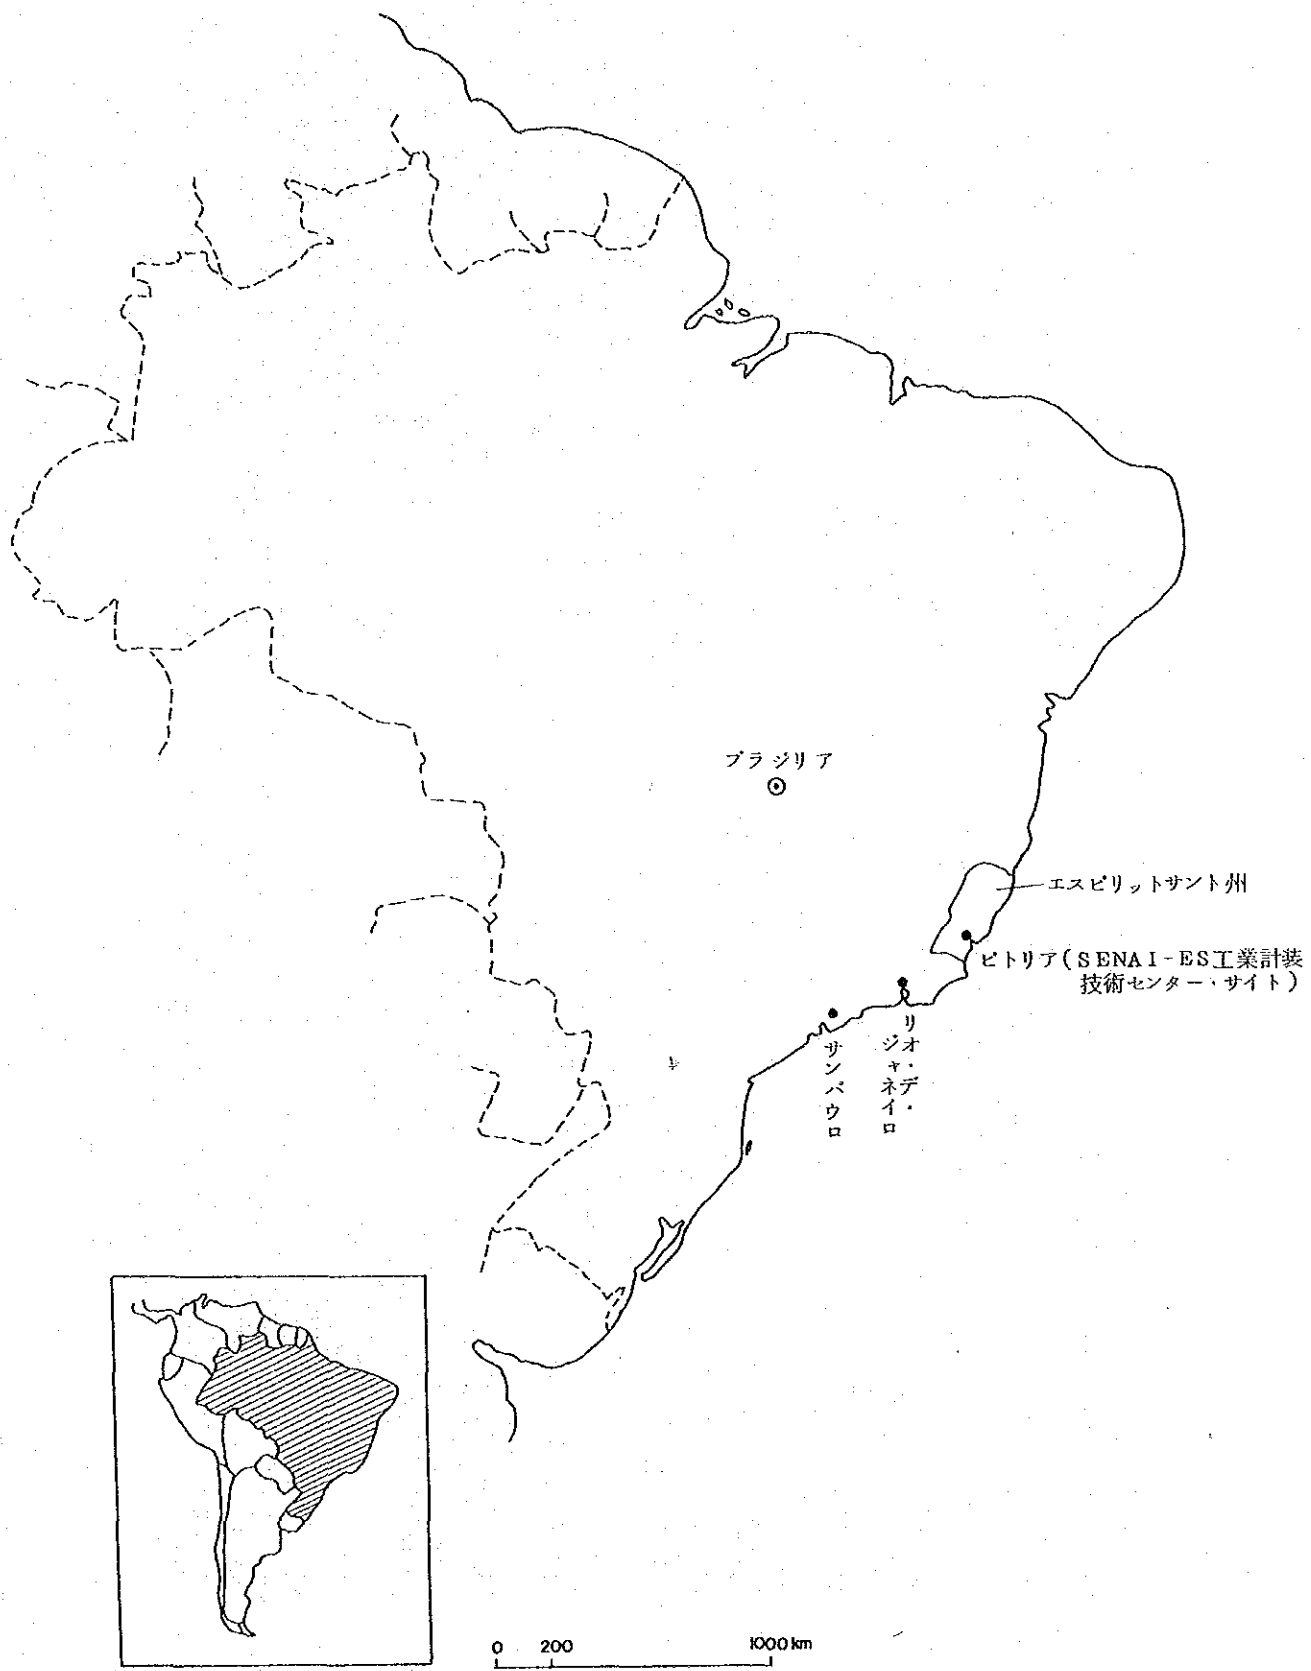 ブラジリア
エスピリットサント州
ビトリア(SENAI-ES工業計装
技術センター・サイト)
リオ・デ・
ジャネイロ
サンパウロ
0 200 1000km